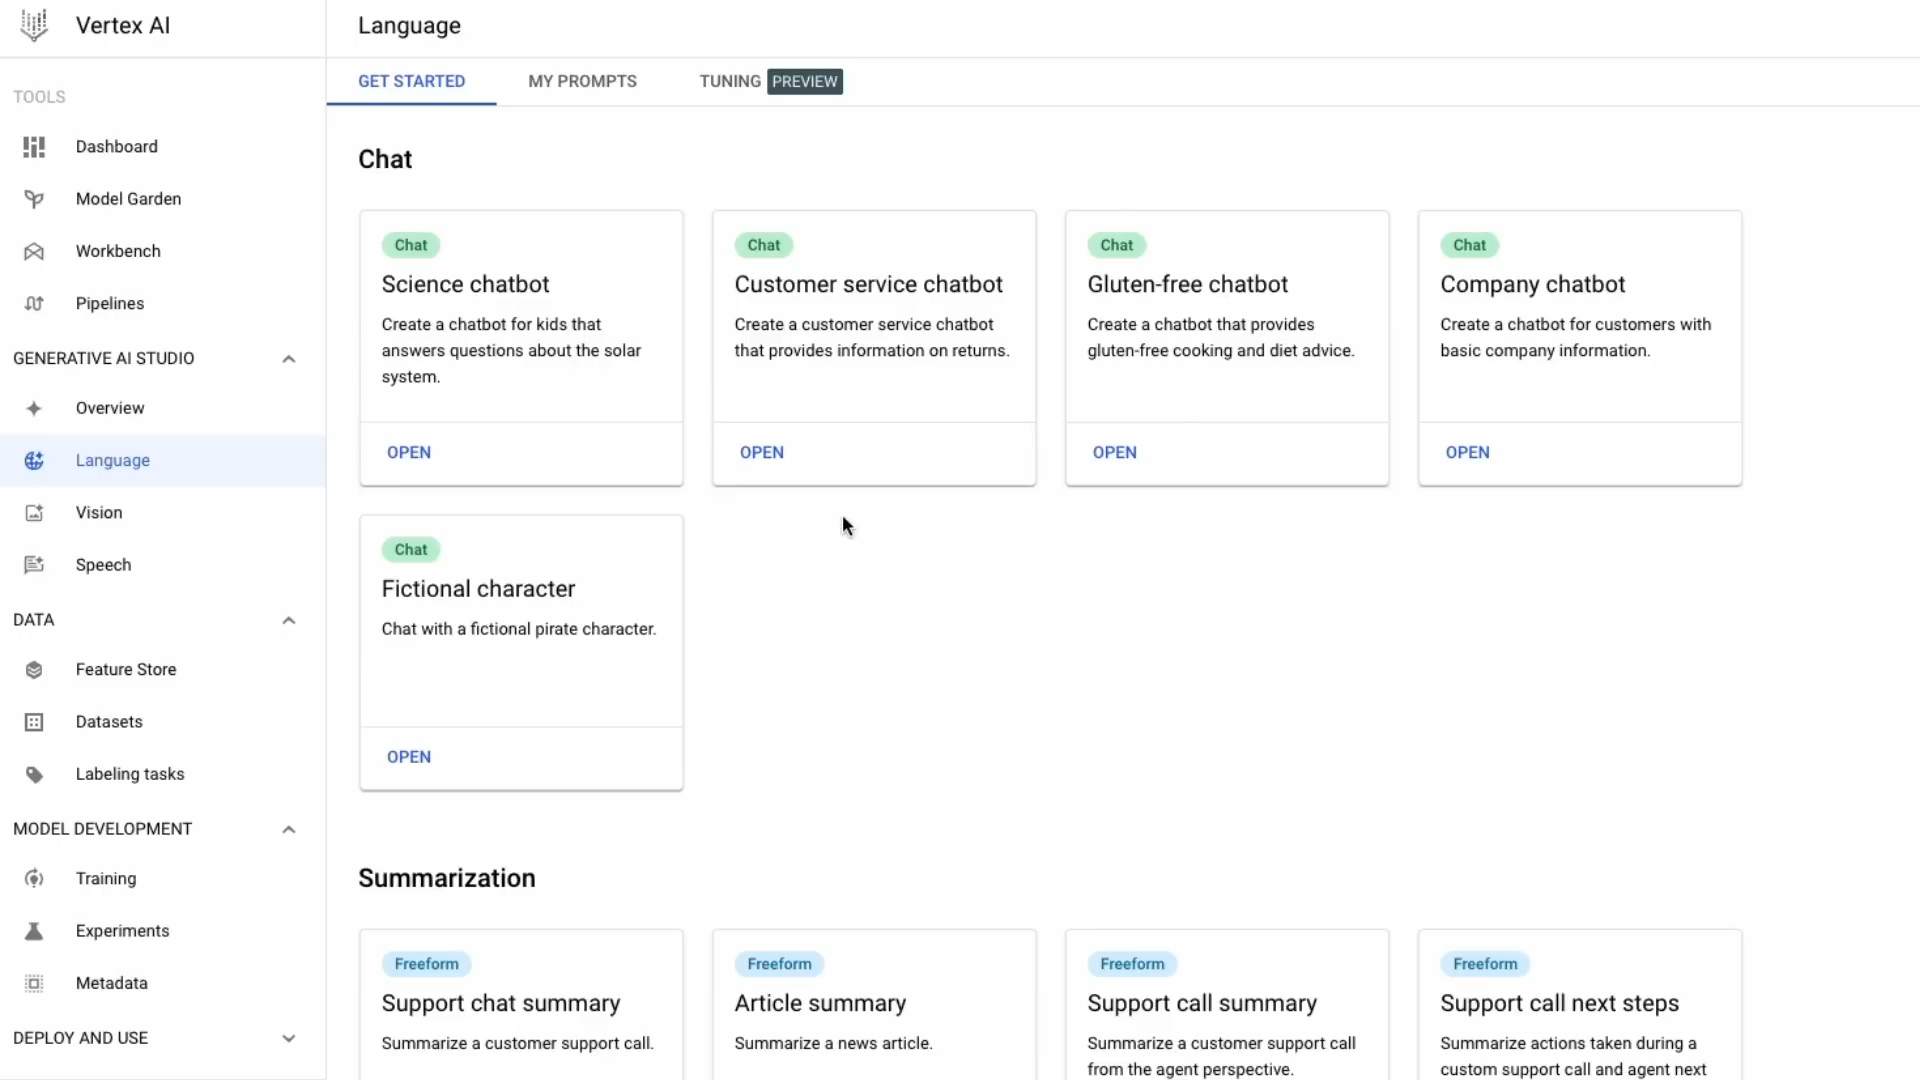 Vertex AI
Language
TOOLS
Dashboard
Model Garden
Workbench
Pipelines
GENERATIVE AI STUDIO
Overview
Language
Vision
Speech
DATA
Feature Store
Datasets
Labeling tasks
MODEL DEVELOPMENT
Training
Experiments
Metadata
DEPLOY AND USE
GET STARTED
MY PROMPTS
TUNING PREVIEW
Chat
Chat
Science chatbot
Create a chatbot for kids that
answers questions about the solar
system.
OPEN
Chat
Customer service chatbot
Create a customer service chatbot
that provides information on returns.
OPEN
Chat
Gluten-free chatbot
Create a chatbot that provides
gluten-free cooking and diet advice.
OPEN
Chat
Company chatbot
Create a chatbot for customers with
basic company information.
OPEN
Chat
Fictional character
Chat with a fictional pirate character.
OPEN
Summarization
Freeform
Support chat summary
Summarize a customer support call.
Freeform
Article summary
Summarize a news article.
Freeform
Support call summary
Summarize a customer support call
from the agent perspective.
Freeform
Support call next steps
Summarize actions taken during a
custom support call and agent next